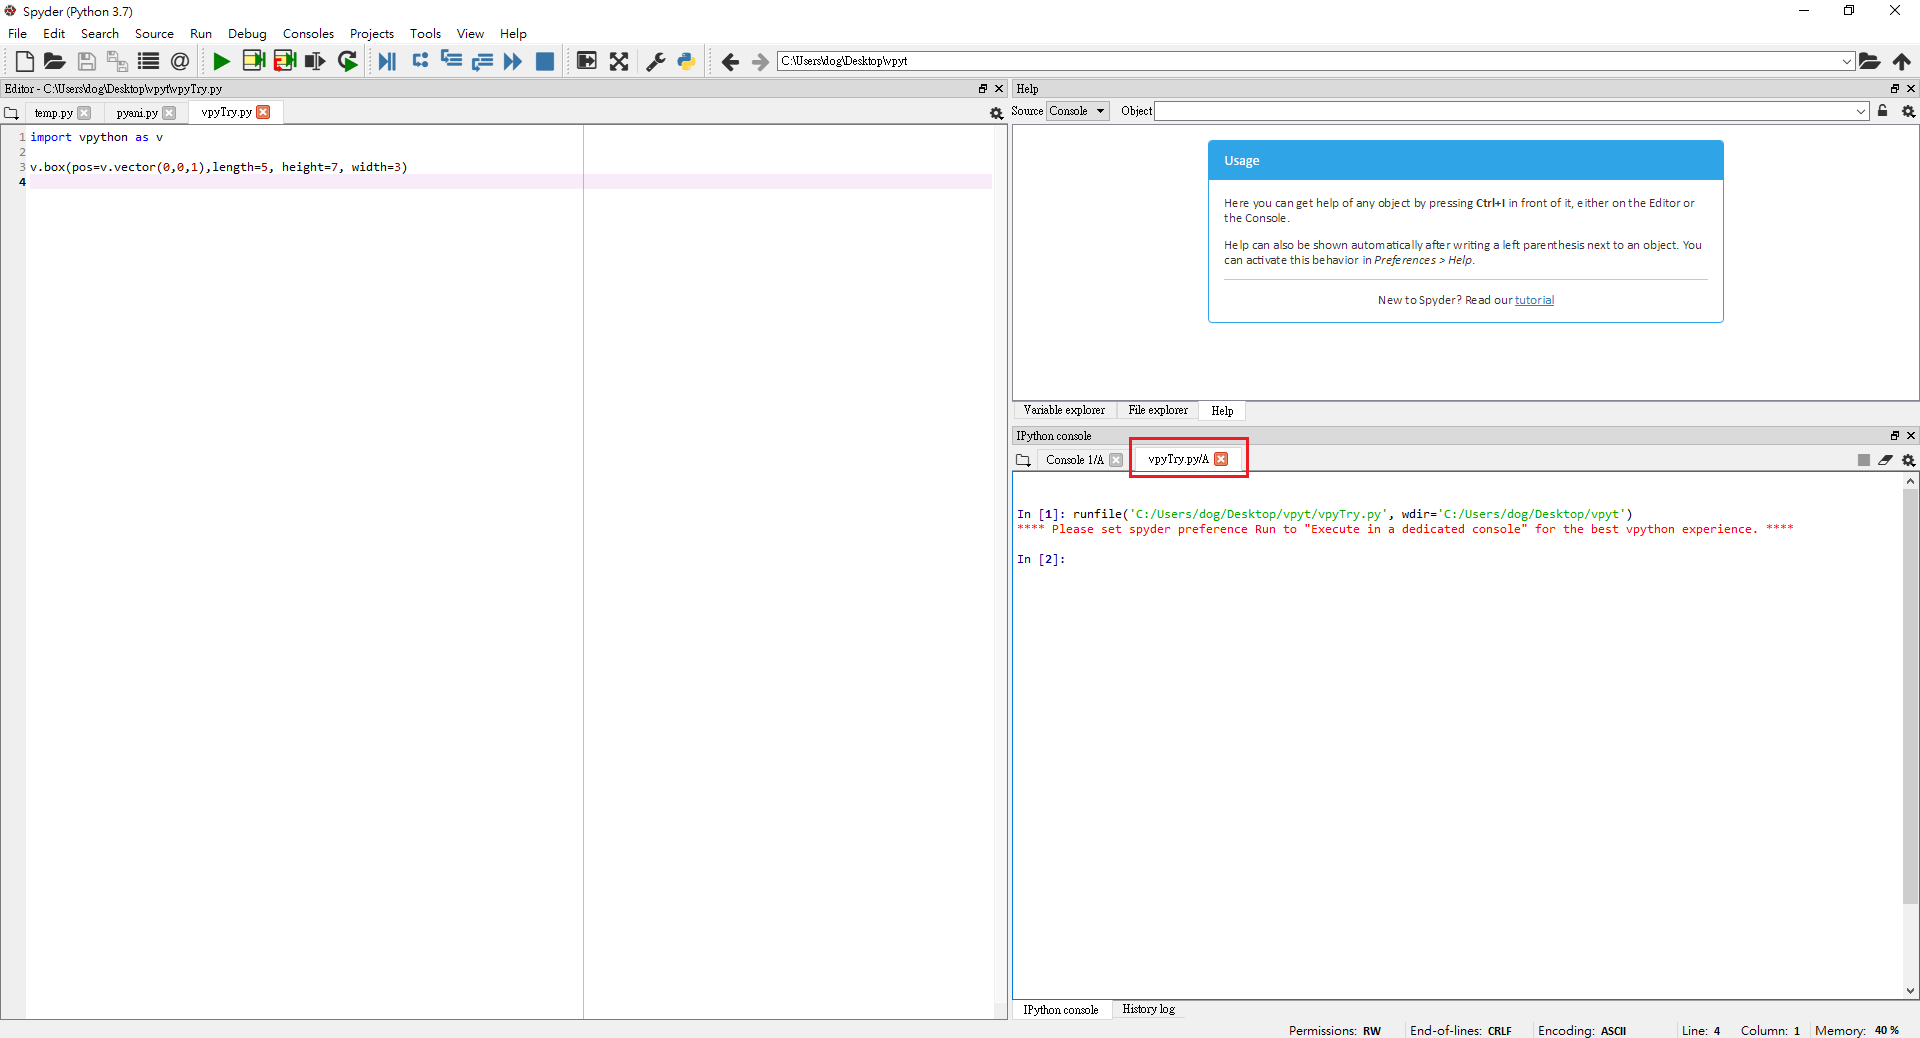 Spyder (Python 3.7)
File Edit Search Source Run Debug Consoles Projects Tools View Help
C:\Users\dog\Desktop\vpyt
Editor - C:\Users\dog\Desktop\vpyt\vpyTry.py
temp.py pyani.py vpyTry.py
1 import vpython as v
2
3 v.box(pos=v.vector(0,0,1),length=5, height=7, width=3)
4
Help
Source Console Object
Usage
Here you can get help of any object by pressing Ctrl+I in front of it, either on the Editor or
the Console.
Help can also be shown automatically after writing a left parenthesis next to an object. You
can activate this behavior in Preferences > Help.
New to Spyder? Read our tutorial
Variable explorer File explorer Help
IPython console
Console 1/A vpyTry.py/A
In [1]: runfile('C:/Users/dog/Desktop/vpyt/vpyTry.py', wdir='C:/Users/dog/Desktop/vpyt')
**** Please set spyder preference Run to "Execute in a dedicated console" for the best vpython experience. ****
In [2]:
IPython console History log
Permissions: RW End-of-lines: CRLF Encoding: ASCII Line: 4 Column: 1 Memory: 40 %